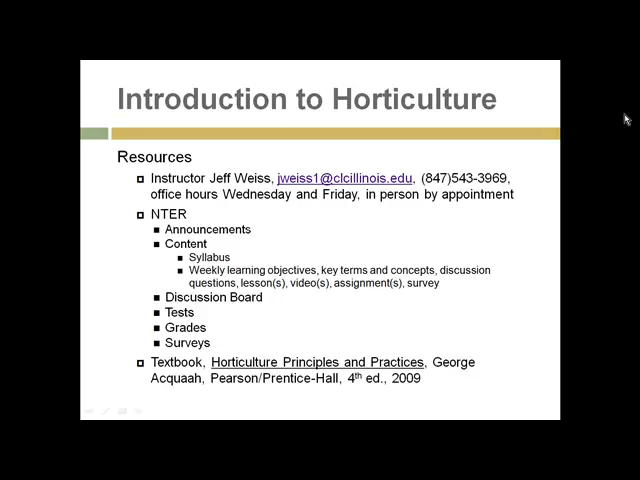 Introduction to Horticulture
Resources
Instructor Jeff Weiss, jweiss1@clcillinois.edu, (847)543-3969,
office hours Wednesday and Friday, in person by appointment
NTER
Announcements
Content
Syllabus
Weekly learning objectives, key terms and concepts, discussion
questions, lesson(s), video(s), assignment(s), survey
Discussion Board
Tests
Grades
Surveys
Textbook, Horticulture Principles and Practices, George
Acquaah, Pearson/Prentice-Hall, 4th ed., 2009